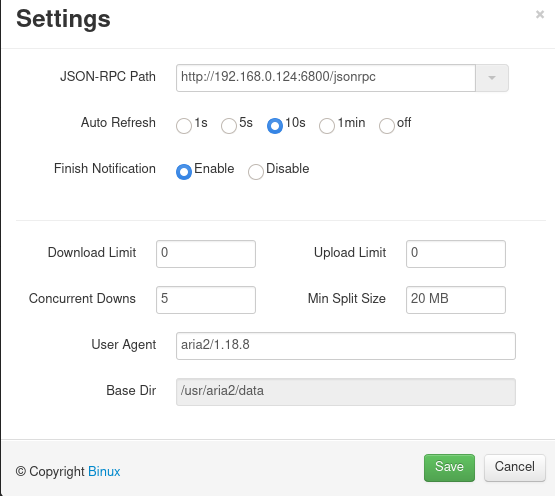 Settings ×
JSON-RPC Path http://192.168.0.124:6800/jsonrpc
Auto Refresh 1s 5s 10s 1min off
Finish Notification Enable Disable
Download Limit 0 Upload Limit 0
Concurrent Downs 5 Min Split Size 20 MB
User Agent aria2/1.18.8
Base Dir /usr/aria2/data
© Copyright Binux Save Cancel